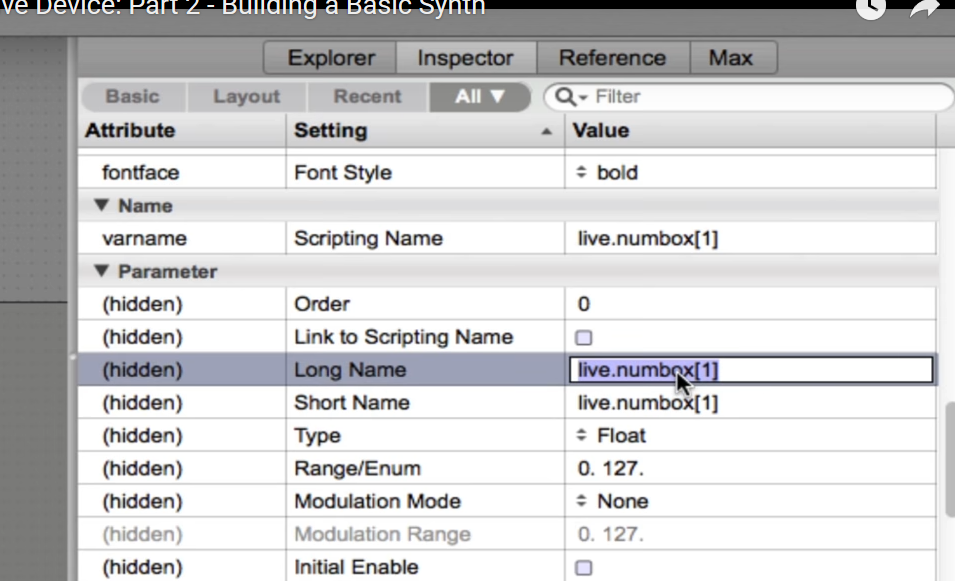 ve Device: Part 2 - Building a Basic Synth
Explorer Inspector Reference Max
Basic Layout Recent All ▼ Filter
Attribute Setting Value
fontface Font Style bold
▼ Name
varname Scripting Name live.numbox[1]
▼ Parameter
(hidden) Order 0
(hidden) Link to Scripting Name
(hidden) Long Name live.numbox[1]
(hidden) Short Name live.numbox[1]
(hidden) Type Float
(hidden) Range/Enum 0. 127.
(hidden) Modulation Mode None
(hidden) Modulation Range 0. 127.
(hidden) Initial Enable